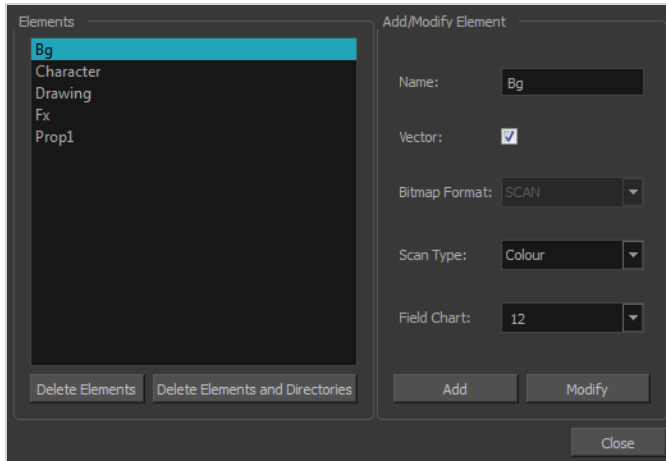 Elements
Bg
Character
Drawing
Fx
Prop1
Delete Elements
Delete Elements and Directories
Add/Modify Element
Name: Bg
Vector:
Bitmap Format: SCAN
Scan Type: Colour
Field Chart: 12
Add
Modify
Close